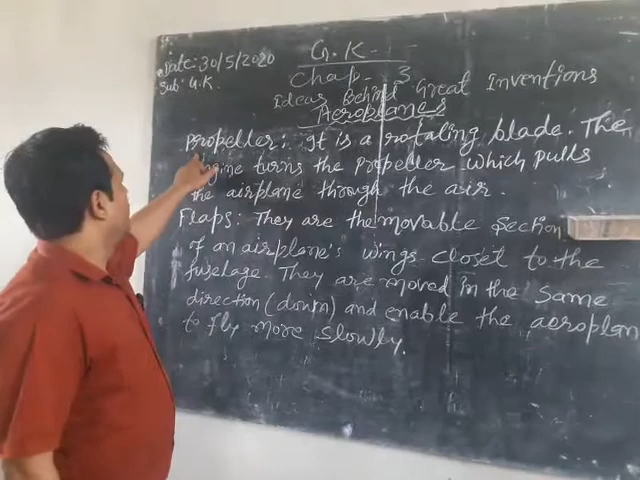 Date: 30/5/2020
Sub: G.K.
G.K-1
Chap-3
Ideas Behind Great Inventions
Aeroplanes
Propeller: It is a rotating blade. The
engine turns the Propeller which pulls
the airplane through the air.
Flaps: They are the movable section
of an airplane's wings closet to the
fuselage. They are moved in the same
direction (down) and enable the aeroplan
to fly more slowly.